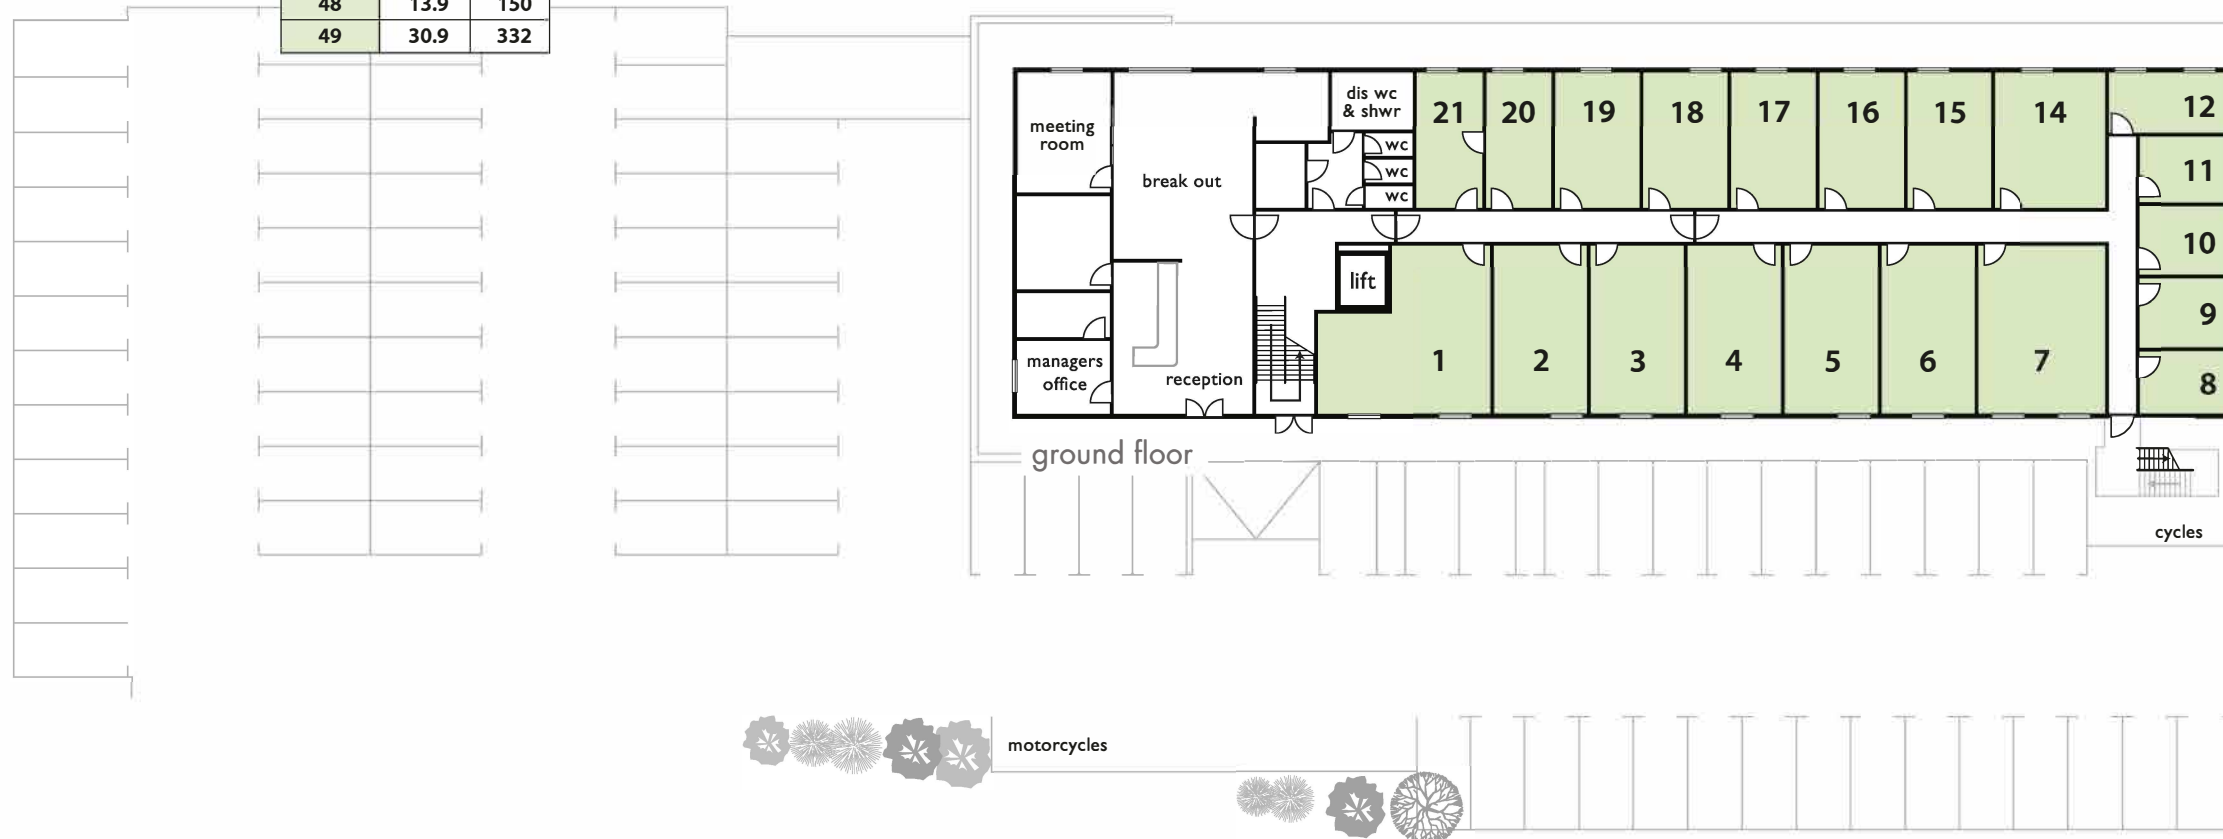 48 13.9 150
49 30.9 332
dis wc
& shwr
21 20 19 18 17 16 15 14 12
meeting
room
wc
wc
wc
break out
11
10
lift
9
managers
office
reception
1 2 3 4 5 6 7 8
ground floor
cycles
motorcycles